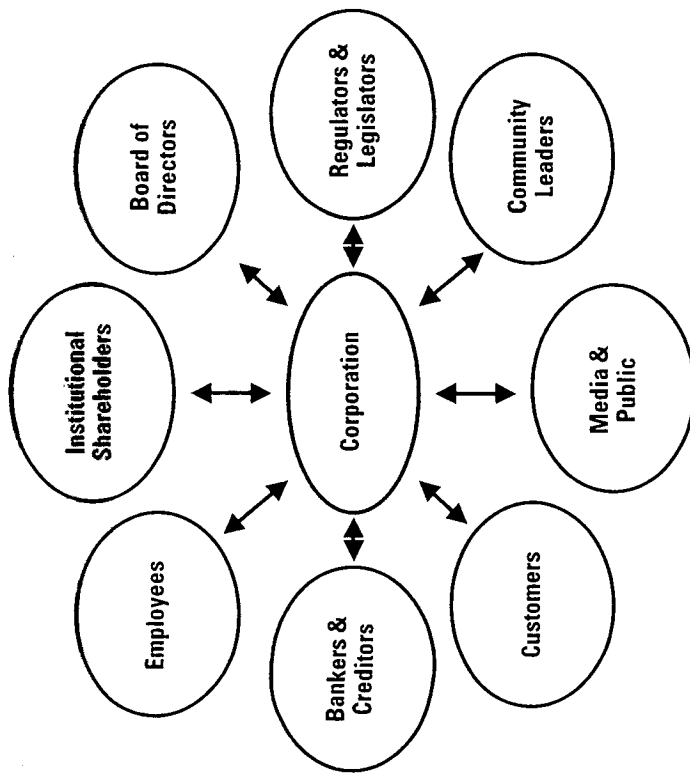 Institutional
Shareholders
Employees
Board of
Directors
Bankers &
Creditors
Corporation
Regulators &
Legislators
Customers
Community
Leaders
Media &
Public